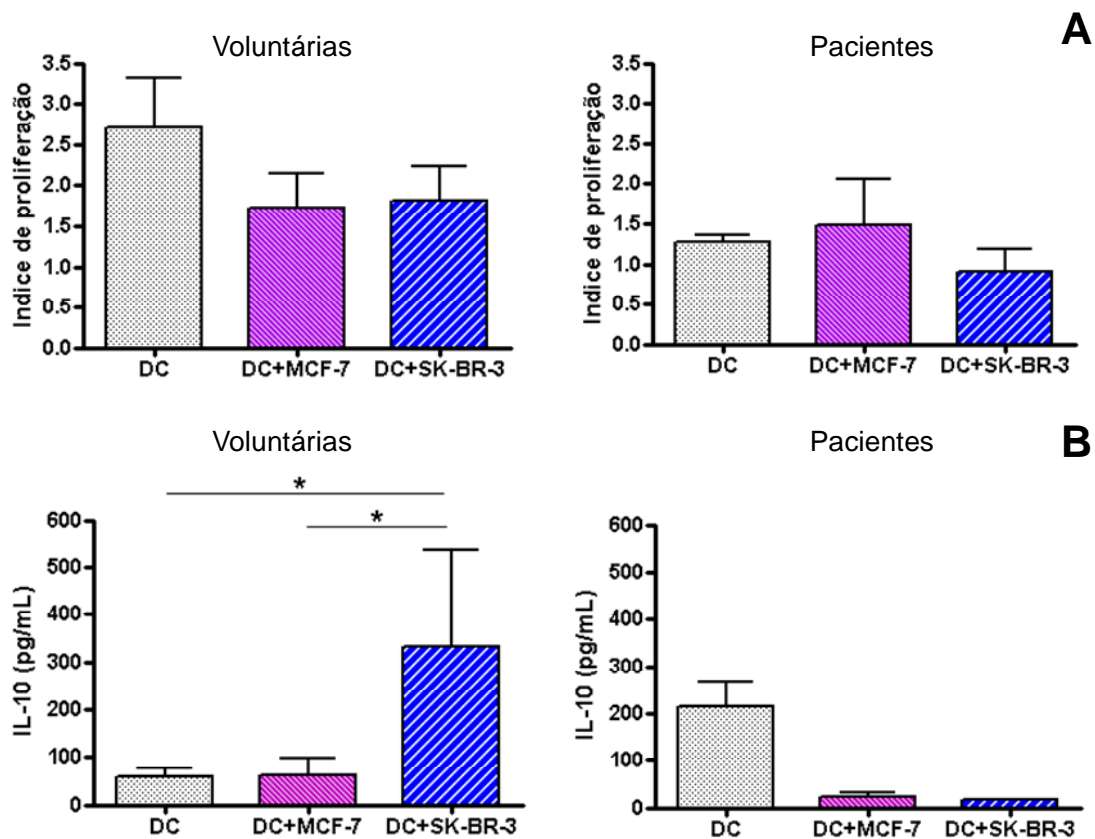 A
Voluntárias
Indice de proliferação
3.5
3.0
2.5
2.0
1.5
1.0
0.5
0.0
DC DC+MCF-7 DC+SK-BR-3
Pacientes
Indice de proliferação
3.5
3.0
2.5
2.0
1.5
1.0
0.5
0.0
DC DC+MCF-7 DC+SK-BR-3
B
Voluntárias
*
*
IL-10 (pg/mL)
600
500
400
300
200
100
0
DC DC+MCF-7 DC+SK-BR-3
Pacientes
IL-10 (pg/mL)
600
500
400
300
200
100
0
DC DC+MCF-7 DC+SK-BR-3